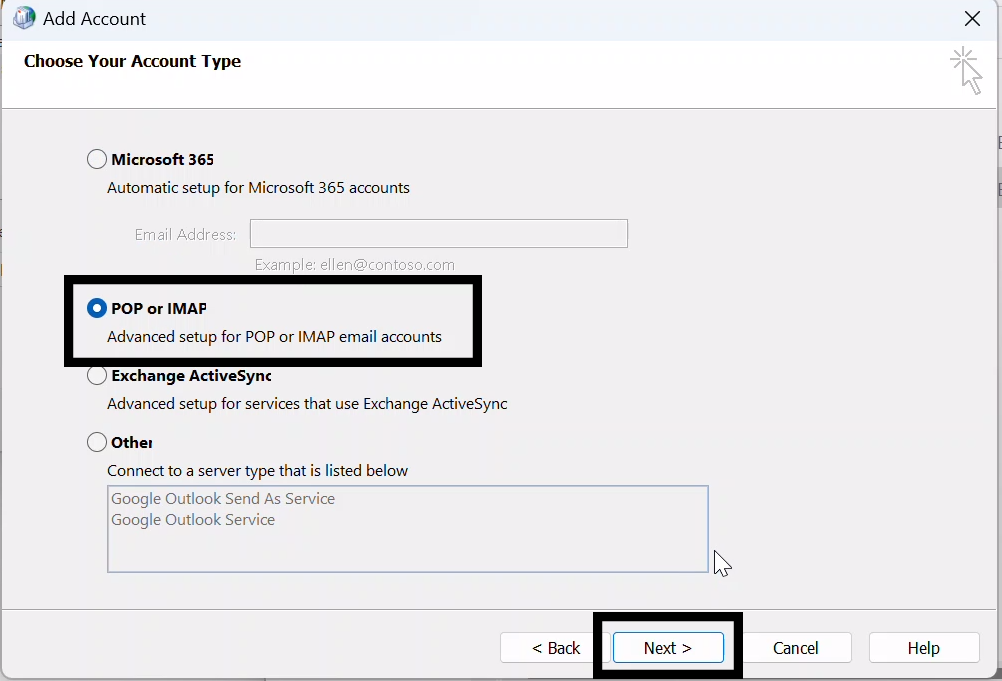 Add Account
Choose Your Account Type
Microsoft 365
Automatic setup for Microsoft 365 accounts
Email Address:
Example: ellen@contoso.com
POP or IMAP
Advanced setup for POP or IMAP email accounts
Exchange ActiveSync
Advanced setup for services that use Exchange ActiveSync
Other
Connect to a server type that is listed below
Google Outlook Send As Service
Google Outlook Service
< Back Next > Cancel Help